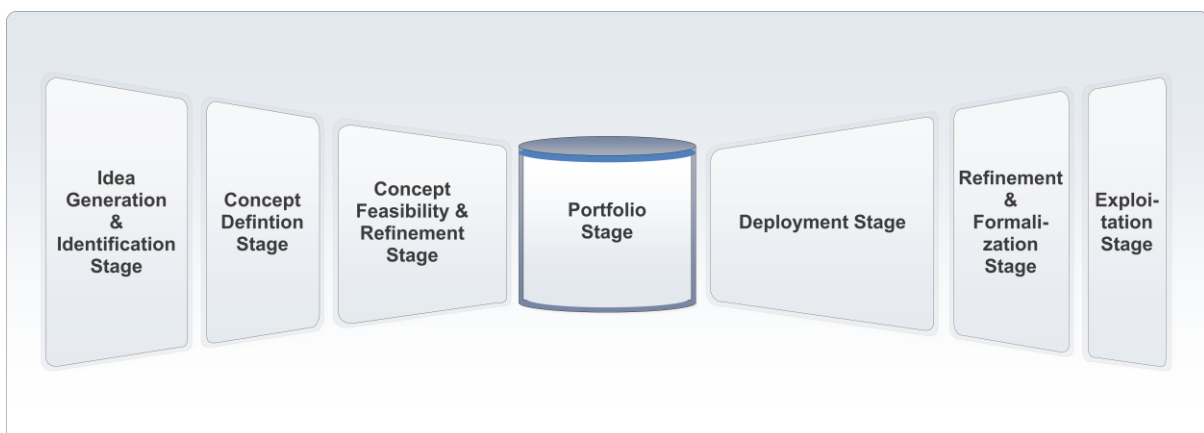 Idea
Generation
&
Identification
Stage
Concept
Defintion
Stage
Concept
Feasibility &
Refinement
Stage
Portfolio
Stage
Deployment Stage
Refinement
&
Formali-
zation
Stage
Exploi-
tation
Stage